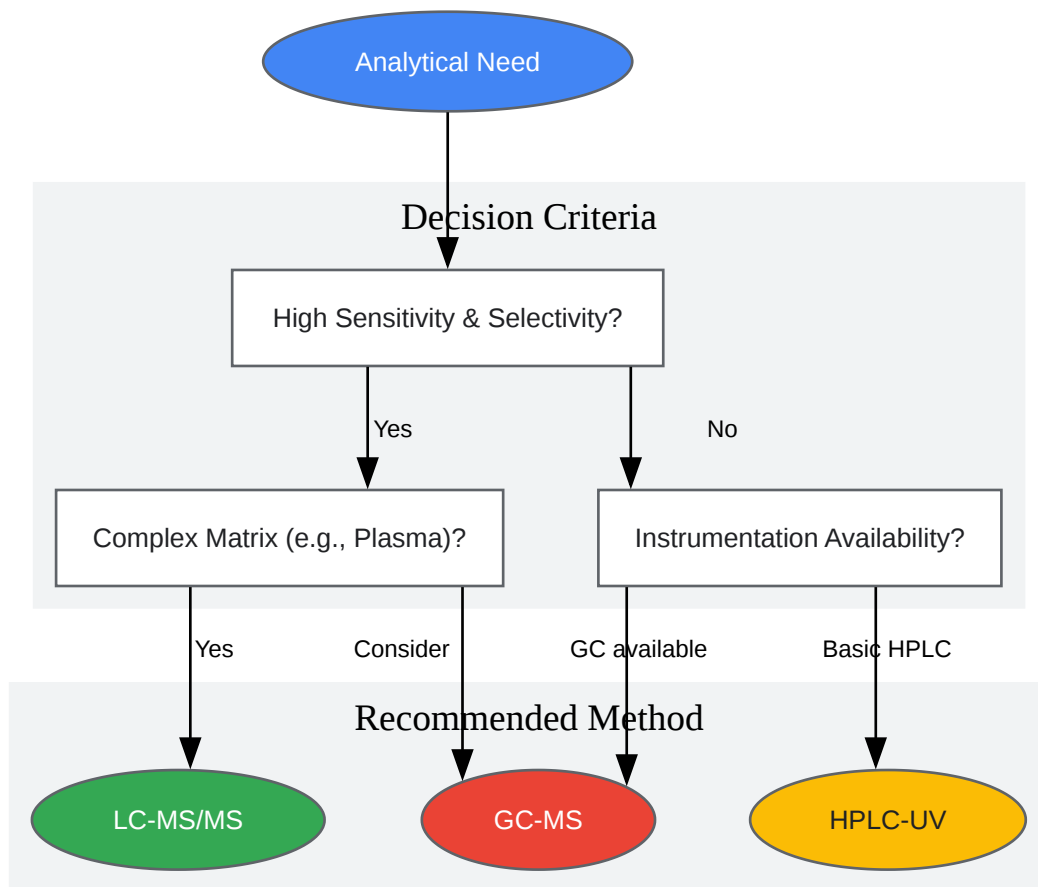 Analytical Need
Decision Criteria
High Sensitivity & Selectivity?
Yes
No
Complex Matrix (e.g., Plasma)?
Instrumentation Availability?
Yes
Consider
GC available
Basic HPLC
Recommended Method
LC-MS/MS
GC-MS
HPLC-UV